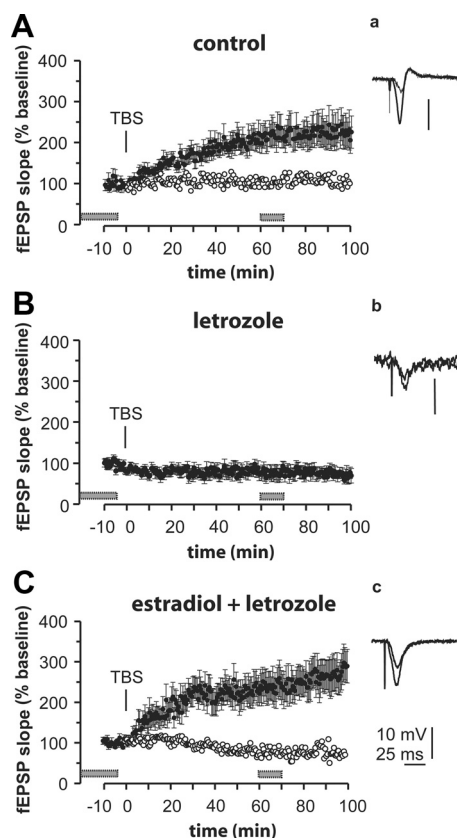 A
control
a
fEPSP slope (% baseline)
400
300
200
100
0
TBS
-10 0 20 40 60 80 100
time (min)
B
letrozole
b
fEPSP slope (% baseline)
400
300
200
100
0
TBS
-10 0 20 40 60 80 100
time (min)
C
estradiol + letrozole
c
fEPSP slope (% baseline)
400
300
200
100
0
TBS
-10 0 20 40 60 80 100
time (min)
10 mV
25 ms